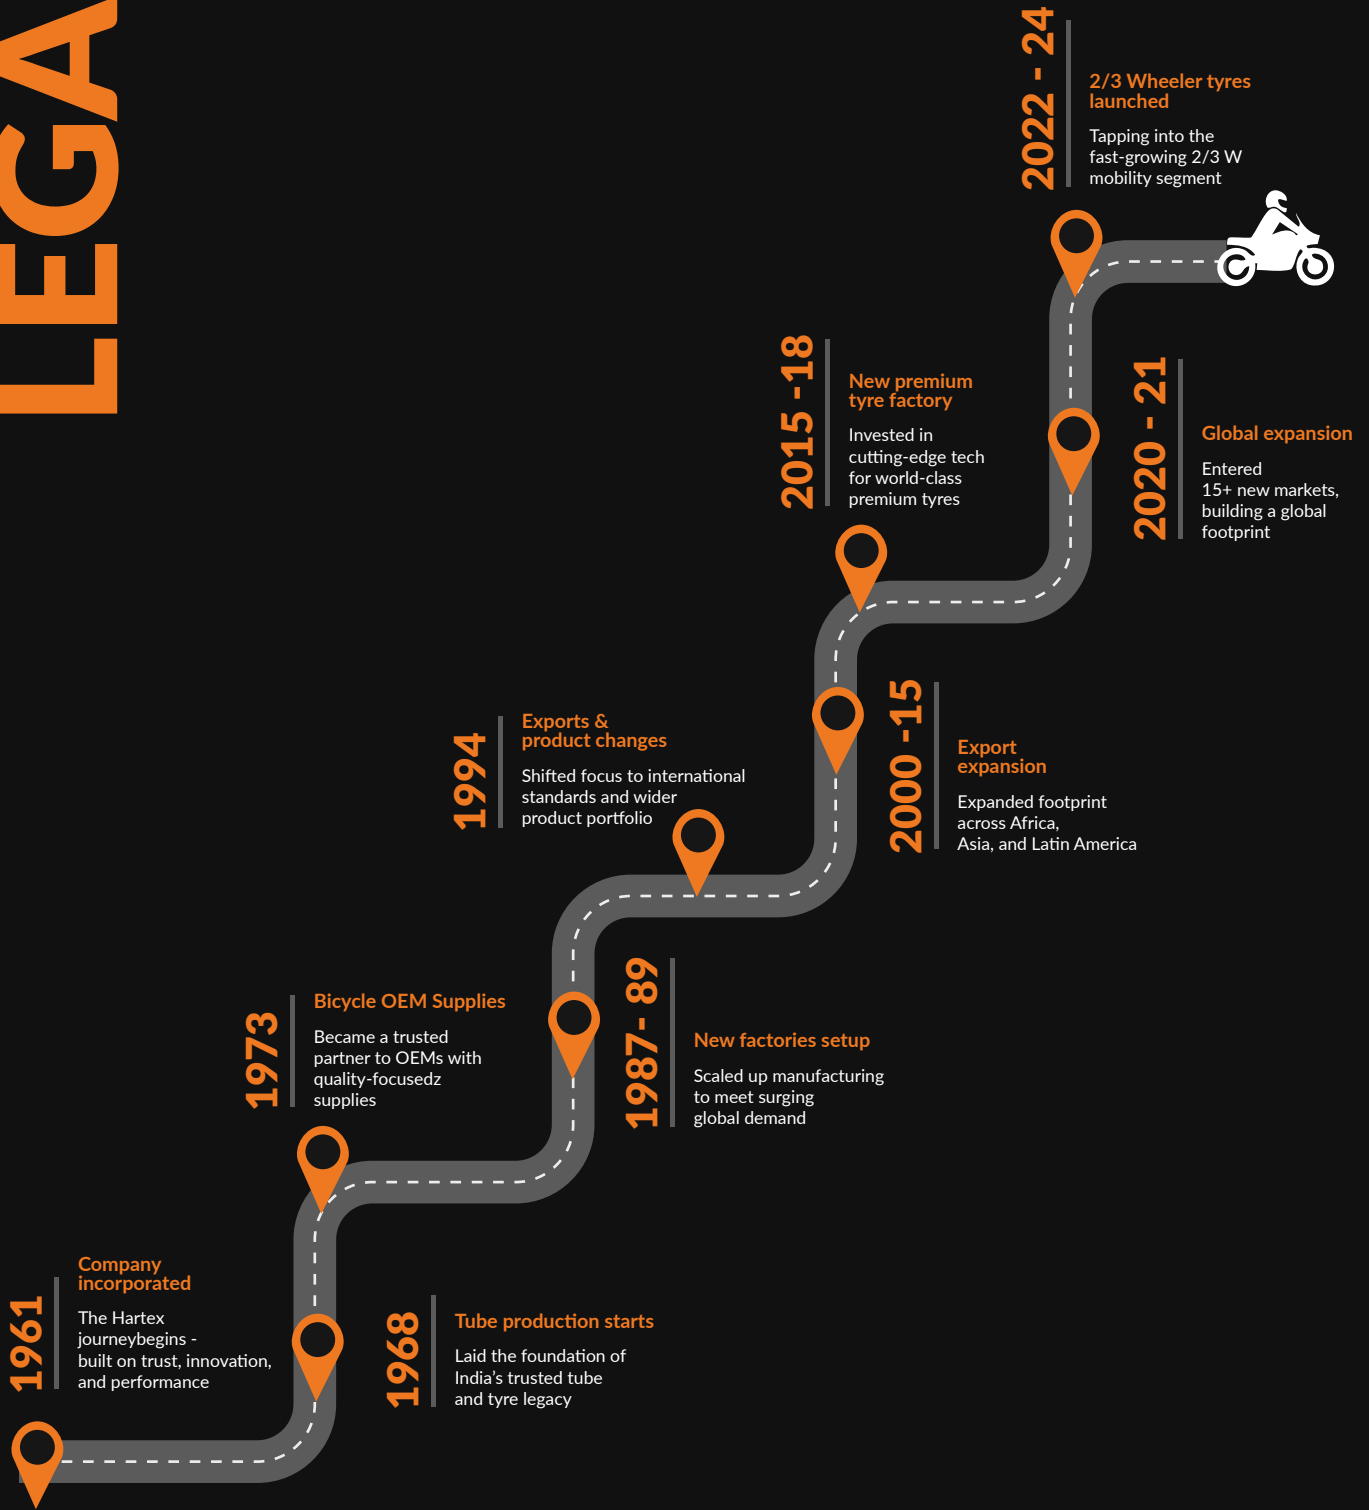 LEGA
2022 - 24
2/3 Wheeler tyres
launched
Tapping into the
fast-growing 2/3 W
mobility segment
2015 -18
New premium
tyre factory
Invested in
cutting-edge tech
for world-class
premium tyres
2020 - 21
Global expansion
Entered
15+ new markets,
building a global
footprint
1994
Exports &
product changes
Shifted focus to international
standards and wider
product portfolio
2000 -15
Export
expansion
Expanded footprint
across Africa,
Asia, and Latin America
1973
Bicycle OEM Supplies
Became a trusted
partner to OEMs with
quality-focusedz
supplies
1987- 89
New factories setup
Scaled up manufacturing
to meet surging
global demand
1961
Company
incorporated
The Hartex
journeybegins -
built on trust, innovation,
and performance
1968
Tube production starts
Laid the foundation of
India’s trusted tube
and tyre legacy